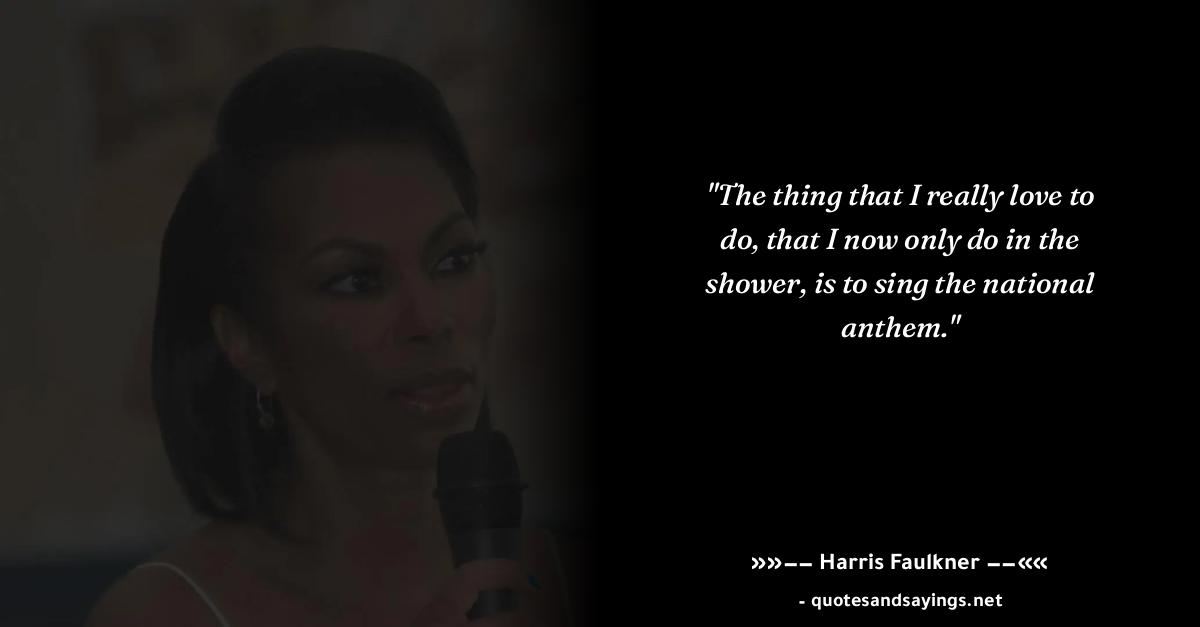 "The thing that I really love to
do, that I now only do in the
shower, is to sing the national
anthem."
»»−− Harris Faulkner −−««
- quotesandsayings.net